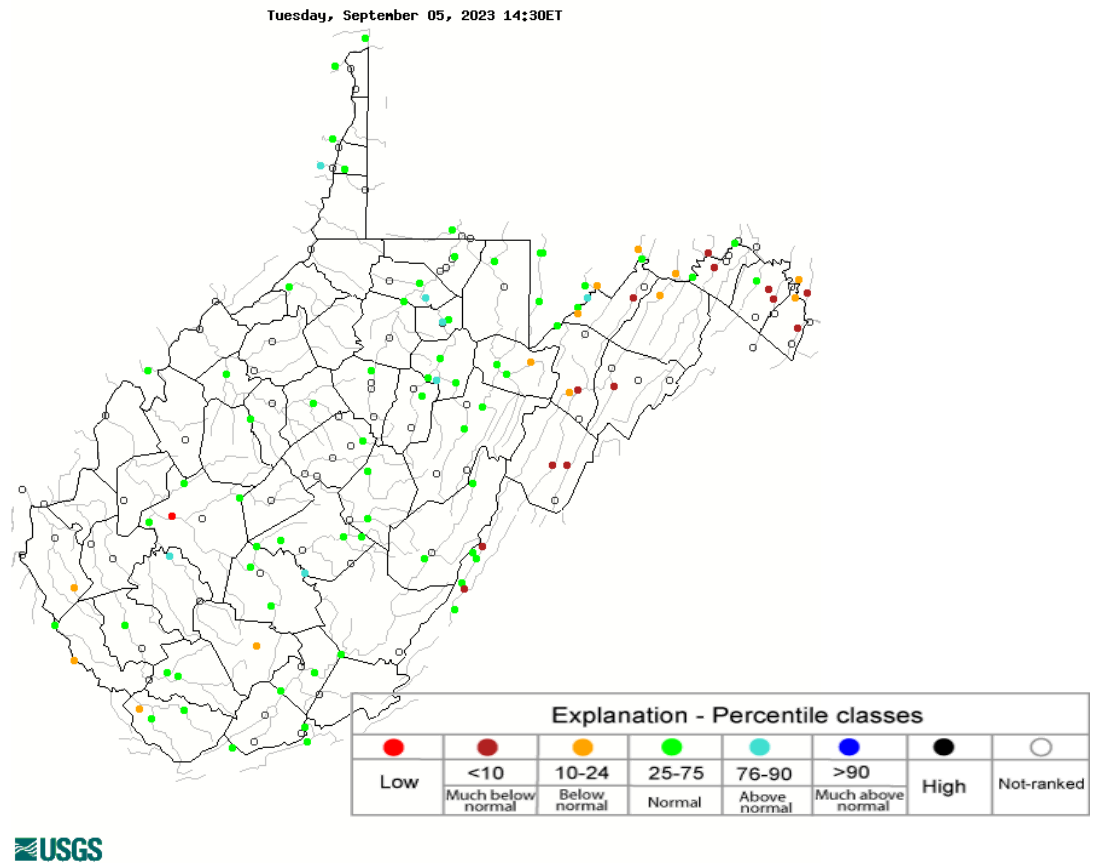 Tuesday, September 05, 2023 14:30ET
Explanation - Percentile classes
Low
<10
10-24
25-75
76-90
>90
High
Not-ranked
Much below normal
Below normal
Normal
Above normal
Much above normal
USGS